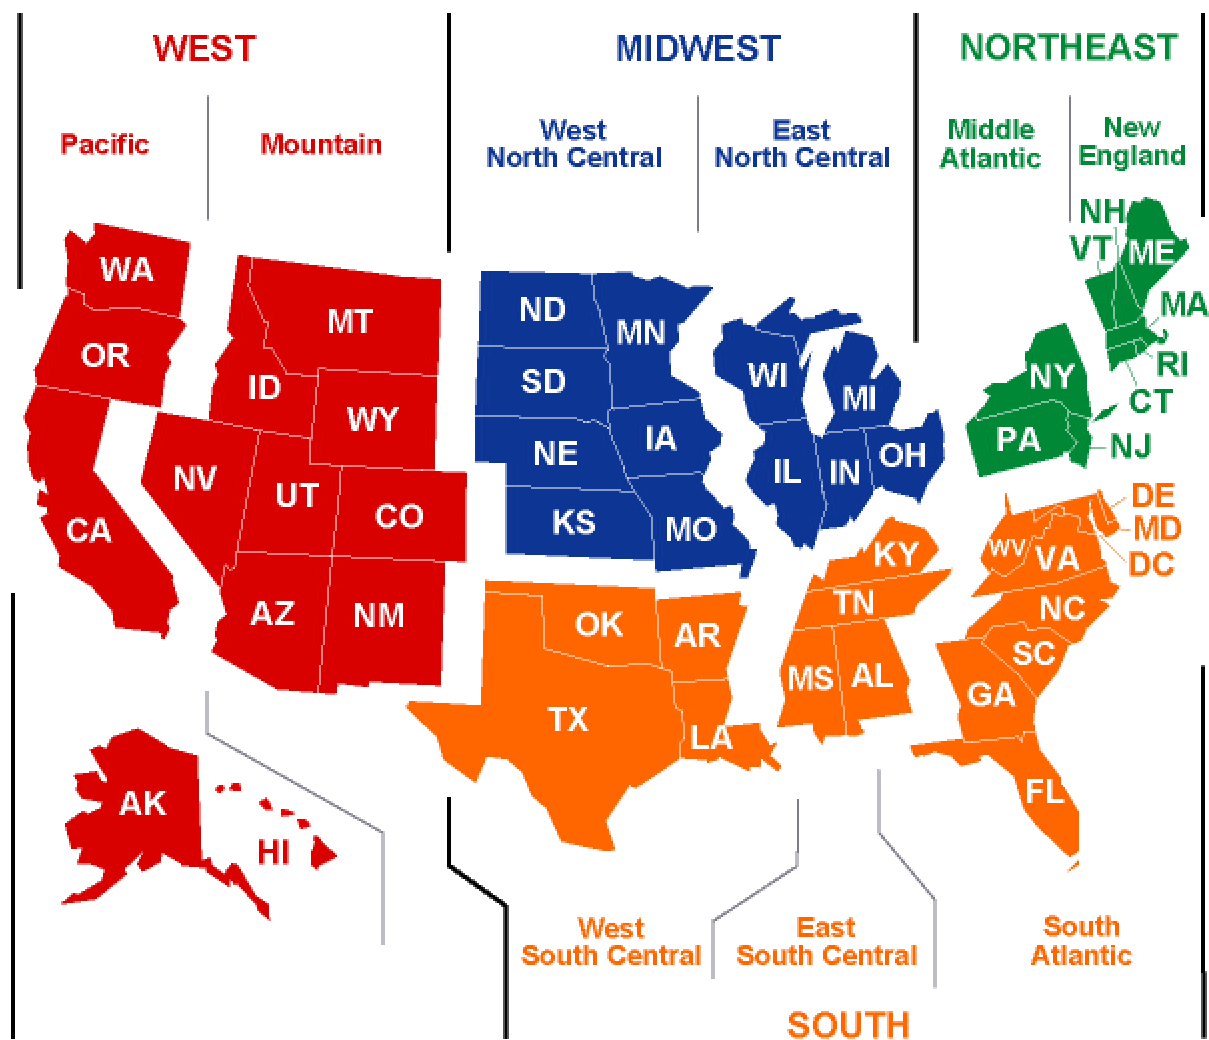 WEST
MIDWEST
NORTHEAST
Pacific
Mountain
West
North Central
East
North Central
Middle
Atlantic
New
England
NH
VT
ME
MA
RI
CT
NJ
NY
PA
WA
OR
CA
MT
ID
WY
NV
UT
CO
AZ
NM
AK
HI
ND
SD
NE
KS
MN
IA
MO
WI
MI
IL
IN
OH
DE
MD
DC
WV
VA
NC
SC
GA
FL
KY
TN
MS
AL
OK
AR
TX
LA
West
South Central
East
South Central
South
Atlantic
SOUTH